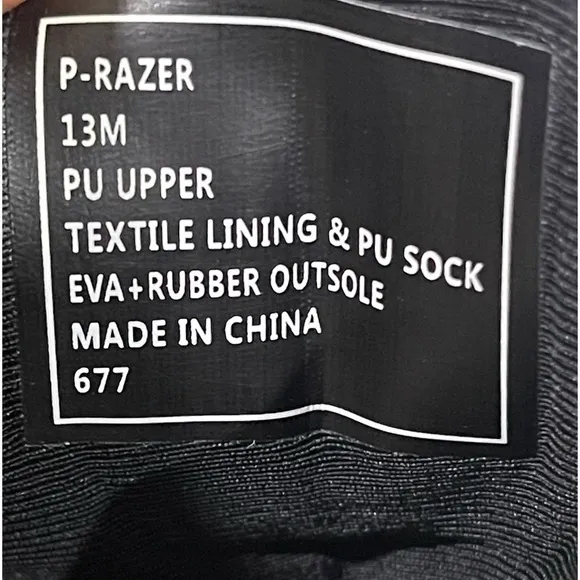 P-RAZER
13M
PU UPPER
TEXTILE LINING & PU SOCK
EVA+RUBBER OUTSOLE
MADE IN CHINA
677